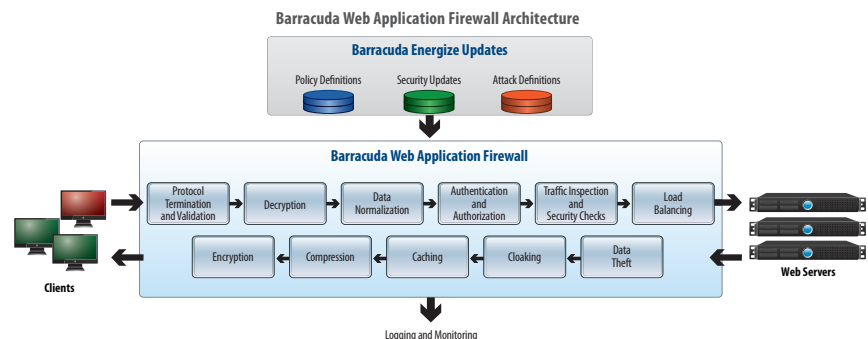 Barracuda Web Application Firewall Architecture
Barracuda Energize Updates
Policy Definitions
Security Updates
Attack Definitions
Barracuda Web Application Firewall
Protocol
Termination
and Validation
Decryption
Data
Normalization
Authentication
and
Authorization
Traffic Inspection
and
Security Checks
Load
Balancing
Encryption
Compression
Caching
Cloaking
Data
Theft
Clients
Web Servers
Logging and Monitoring